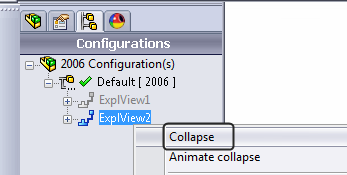 Configurations
2006 Configuration(s)
Default [ 2006 ]
ExplView1
ExplView2
Collapse
Animate collapse